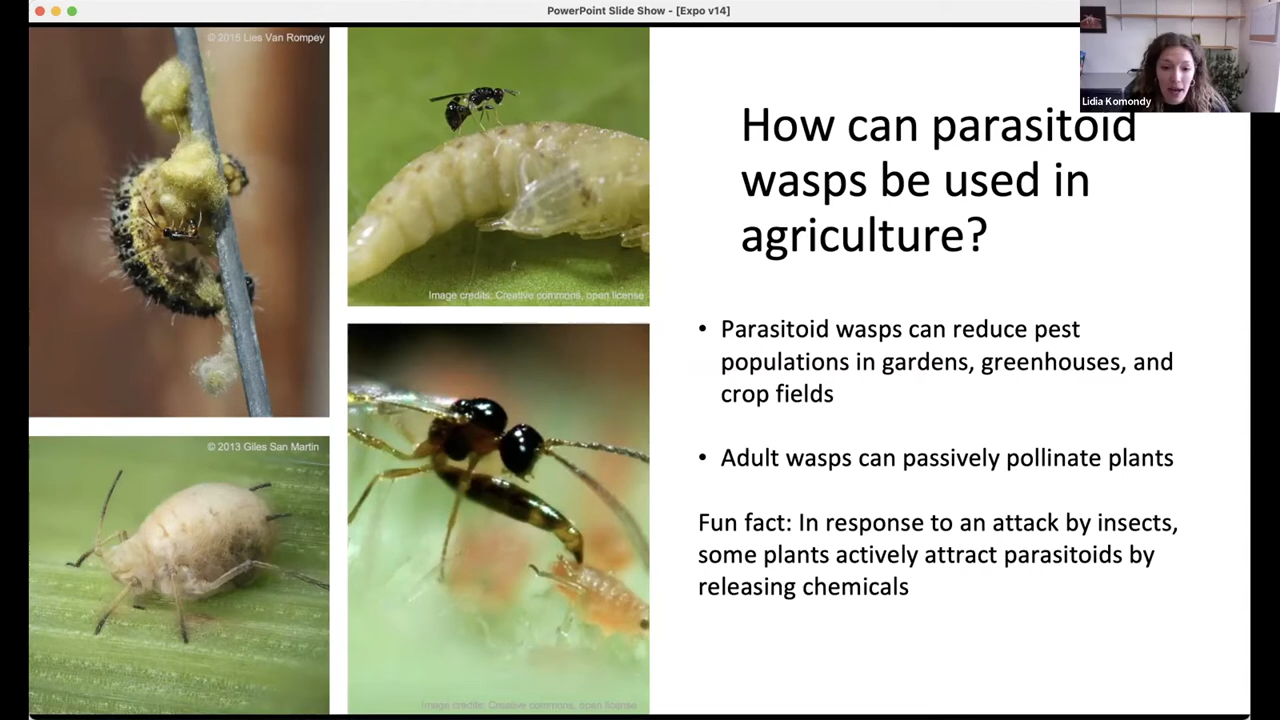 PowerPoint Slide Show - [Expo v14]
© 2015 Lies Van Rompey
Image credits: Creative commons, open license
© 2013 Giles San Martin
Image credits: Creative commons, open license
Lidia Komondy
How can parasitoid
wasps be used in
agriculture?
• Parasitoid wasps can reduce pest
populations in gardens, greenhouses, and
crop fields
• Adult wasps can passively pollinate plants
Fun fact: In response to an attack by insects,
some plants actively attract parasitoids by
releasing chemicals